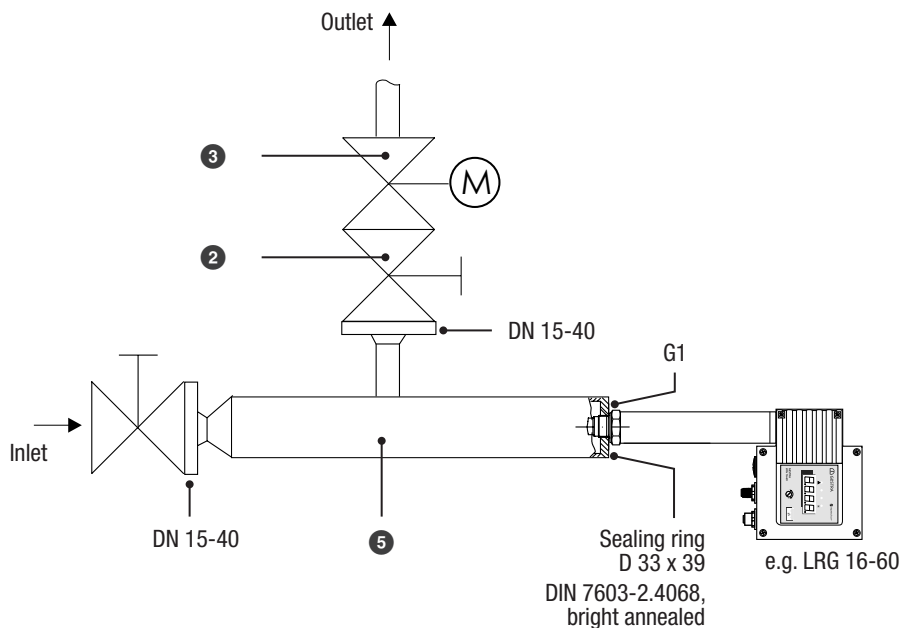 Outlet
3
M
2
DN 15-40
G1
Inlet
DN 15-40
5
Sealing ring
D 33 x 39
DIN 7603-2.4068,
bright annealed
e.g. LRG 16-60